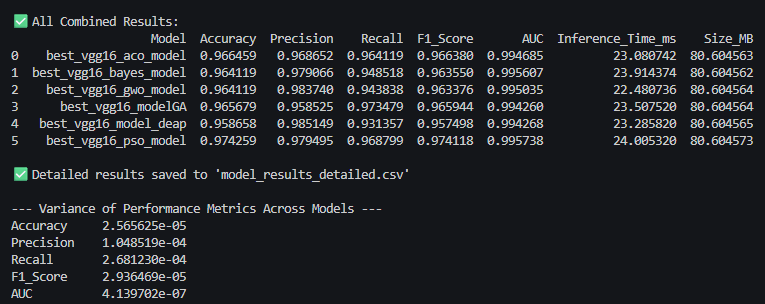 ✅ All Combined Results:
Model Accuracy Precision Recall F1_Score AUC Inference_Time_ms Size_MB
0 best_vgg16_aco_model 0.966459 0.968652 0.964119 0.966380 0.994685 23.080742 80.604563
1 best_vgg16_bayes_model 0.964119 0.979066 0.948518 0.963550 0.995607 23.914374 80.604562
2 best_vgg16_gwo_model 0.964119 0.983740 0.943838 0.963376 0.995035 22.480736 80.604564
3 best_vgg16_modelGA 0.965679 0.958525 0.973479 0.965944 0.994260 23.507520 80.604564
4 best_vgg16_model_deap 0.958658 0.985149 0.931357 0.957498 0.994268 23.285820 80.604565
5 best_vgg16_pso_model 0.974259 0.979495 0.968799 0.974118 0.995738 24.005320 80.604573
✅ Detailed results saved to 'model_results_detailed.csv'
--- Variance of Performance Metrics Across Models ---
Accuracy 2.565625e-05
Precision 1.048519e-04
Recall 2.681230e-04
F1_Score 2.936469e-05
AUC 4.139702e-07